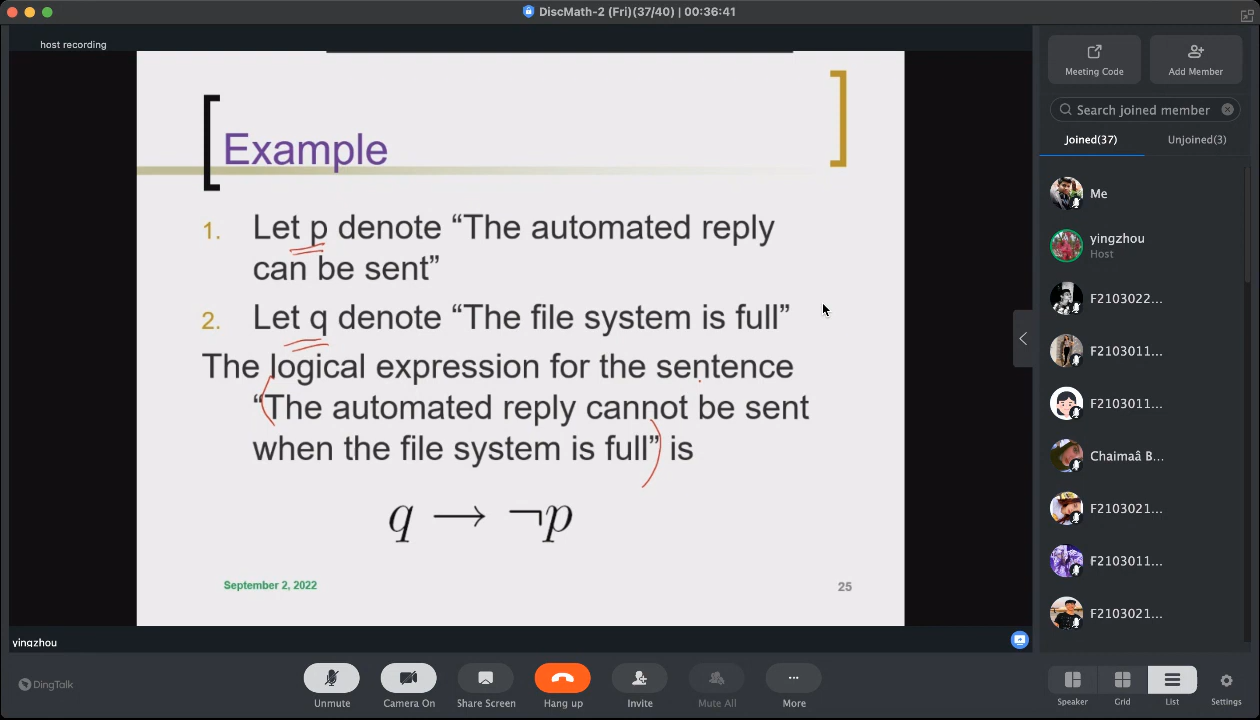 DiscMath-2 (Fri)(37/40) | 00:36:41
host recording
Example
1. Let p denote “The automated reply
can be sent”
2. Let q denote “The file system is full”
The logical expression for the sentence
“The automated reply cannot be sent
when the file system is full” is
q → ¬p
September 2, 2022
25
yingzhou
Meeting Code
Add Member
Search joined member
Joined(37)
Unjoined(3)
Me
yingzhou
Host
F2103022...
F2103011...
F2103011...
Chaimaâ B...
F2103021...
F2103011...
F2103021...
DingTalk
Unmute
Camera On
Share Screen
Hang up
Invite
Mute All
More
Speaker
Grid
List
Settings